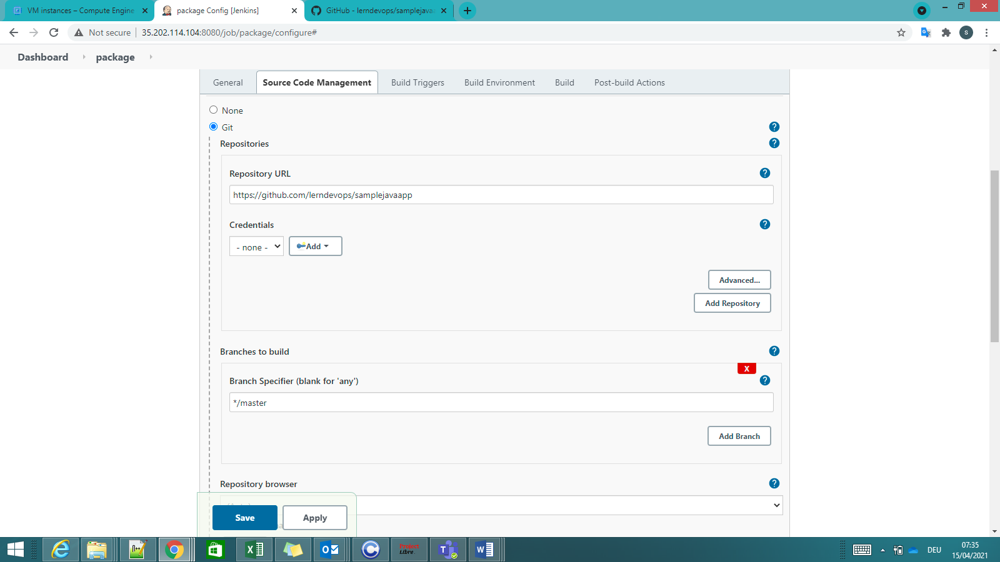 VM instances – Compute Engine
package Config [Jenkins]
GitHub - lerndevops/samplejava
Not secure
35.202.114.104:8080/job/package/configure#
S
Dashboard
package
General
Source Code Management
Build Triggers
Build Environment
Build
Post-build Actions
None
Git
?
Repositories
?
Repository URL
?
https://github.com/lerndevops/samplejavaapp
Credentials
?
- none -
Add
Advanced...
Add Repository
Branches to build
?
X
Branch Specifier (blank for 'any')
?
*/master
Add Branch
Repository browser
?
Save
Apply
Project
Libre
DEU
07:35
15/04/2021